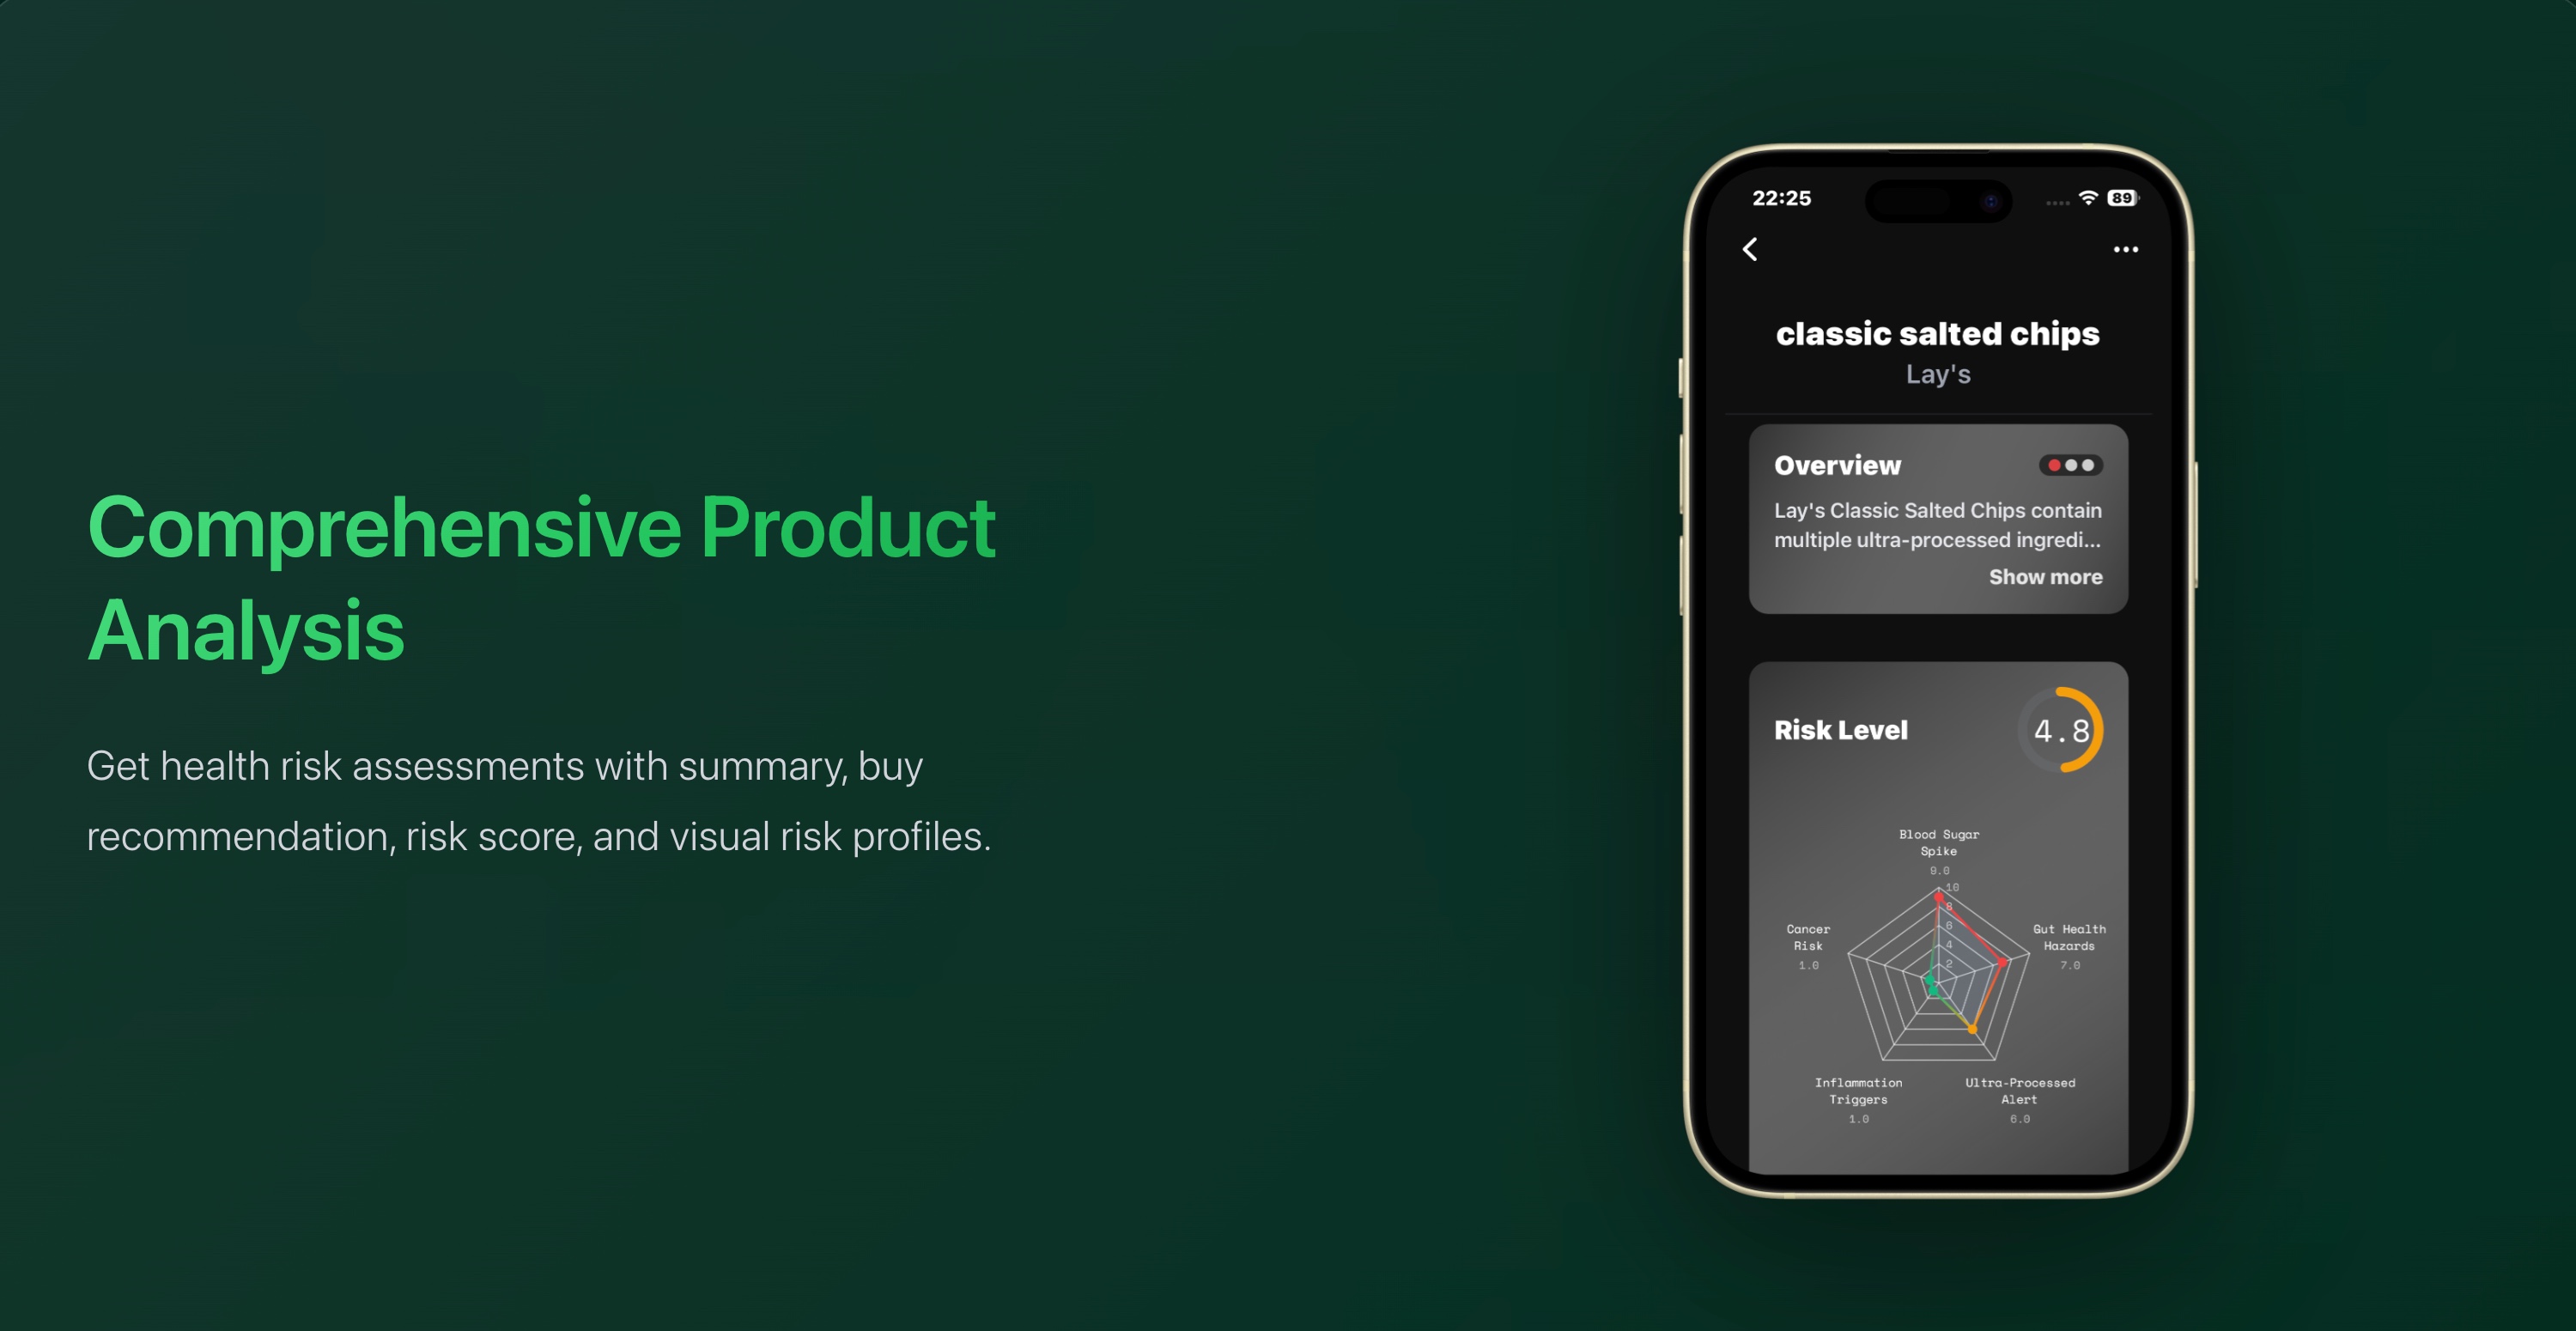 Comprehensive Product
Analysis
Get health risk assessments with summary, buy
recommendation, risk score, and visual risk profiles.
22:25
89
classic salted chips
Lay's
Overview
Lay's Classic Salted Chips contain
multiple ultra-processed ingredi...
Show more
Risk Level
4.8
Blood Sugar
Spike
9.0
10
8
6
4
2
Cancer
Risk
1.0
Gut Health
Hazards
7.0
Inflammation
Triggers
1.0
Ultra-Processed
Alert
6.0